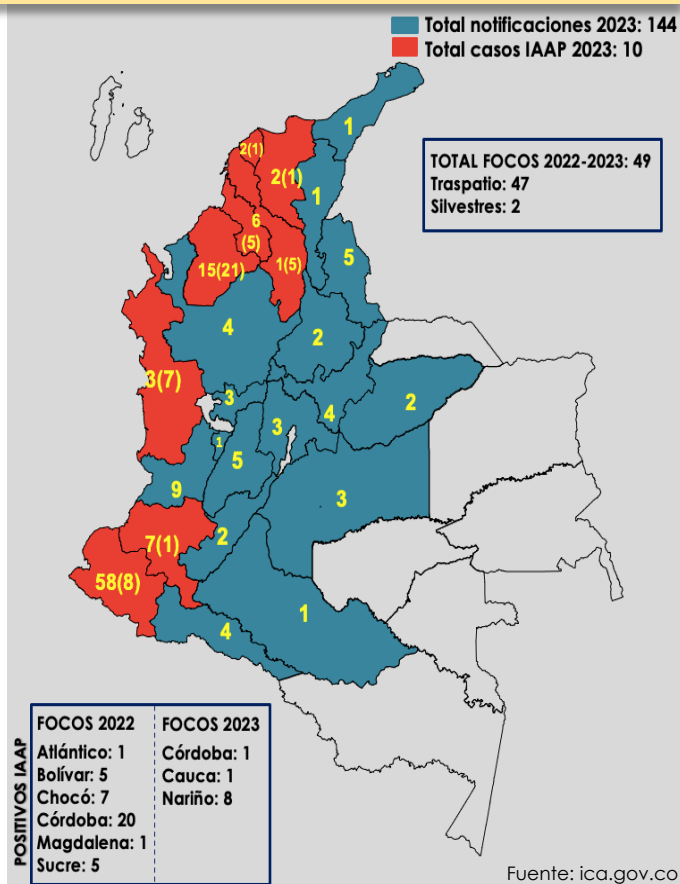 Total notificaciones 2023: 144
Total casos IAAP 2023: 10
TOTAL FOCOS 2022-2023: 49
Traspatio: 47
Silvestres: 2
1
2(1)
2(1)
1
6
(5)
5
15(21)
1(5)
4
2
3(7)
3
2
4
3
1
5
9
3
2
7(1)
58(8)
1
4
POSITIVOS IAAP
FOCOS 2022
Atlántico: 1
Bolívar: 5
Chocó: 7
Córdoba: 20
Magdalena: 1
Sucre: 5
FOCOS 2023
Córdoba: 1
Cauca: 1
Nariño: 8
Fuente: ica.gov.co